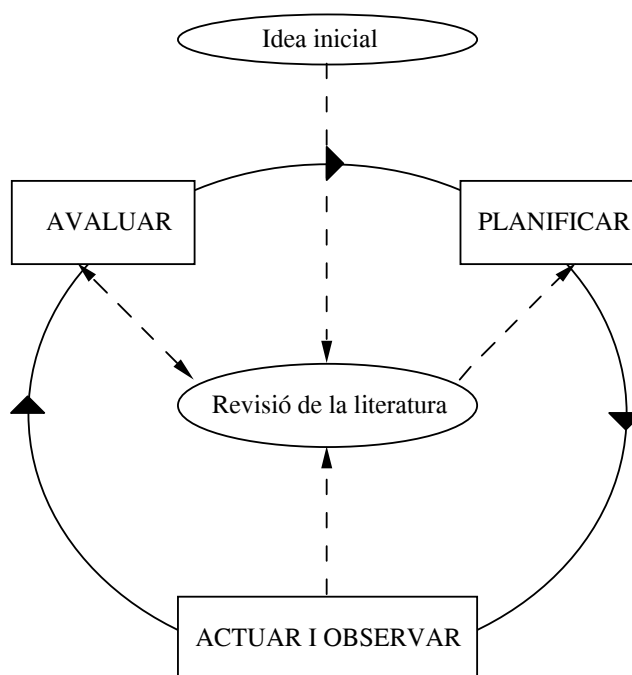 Idea inicial
AVALUAR
PLANIFICAR
Revisió de la literatura
ACTUAR I OBSERVAR